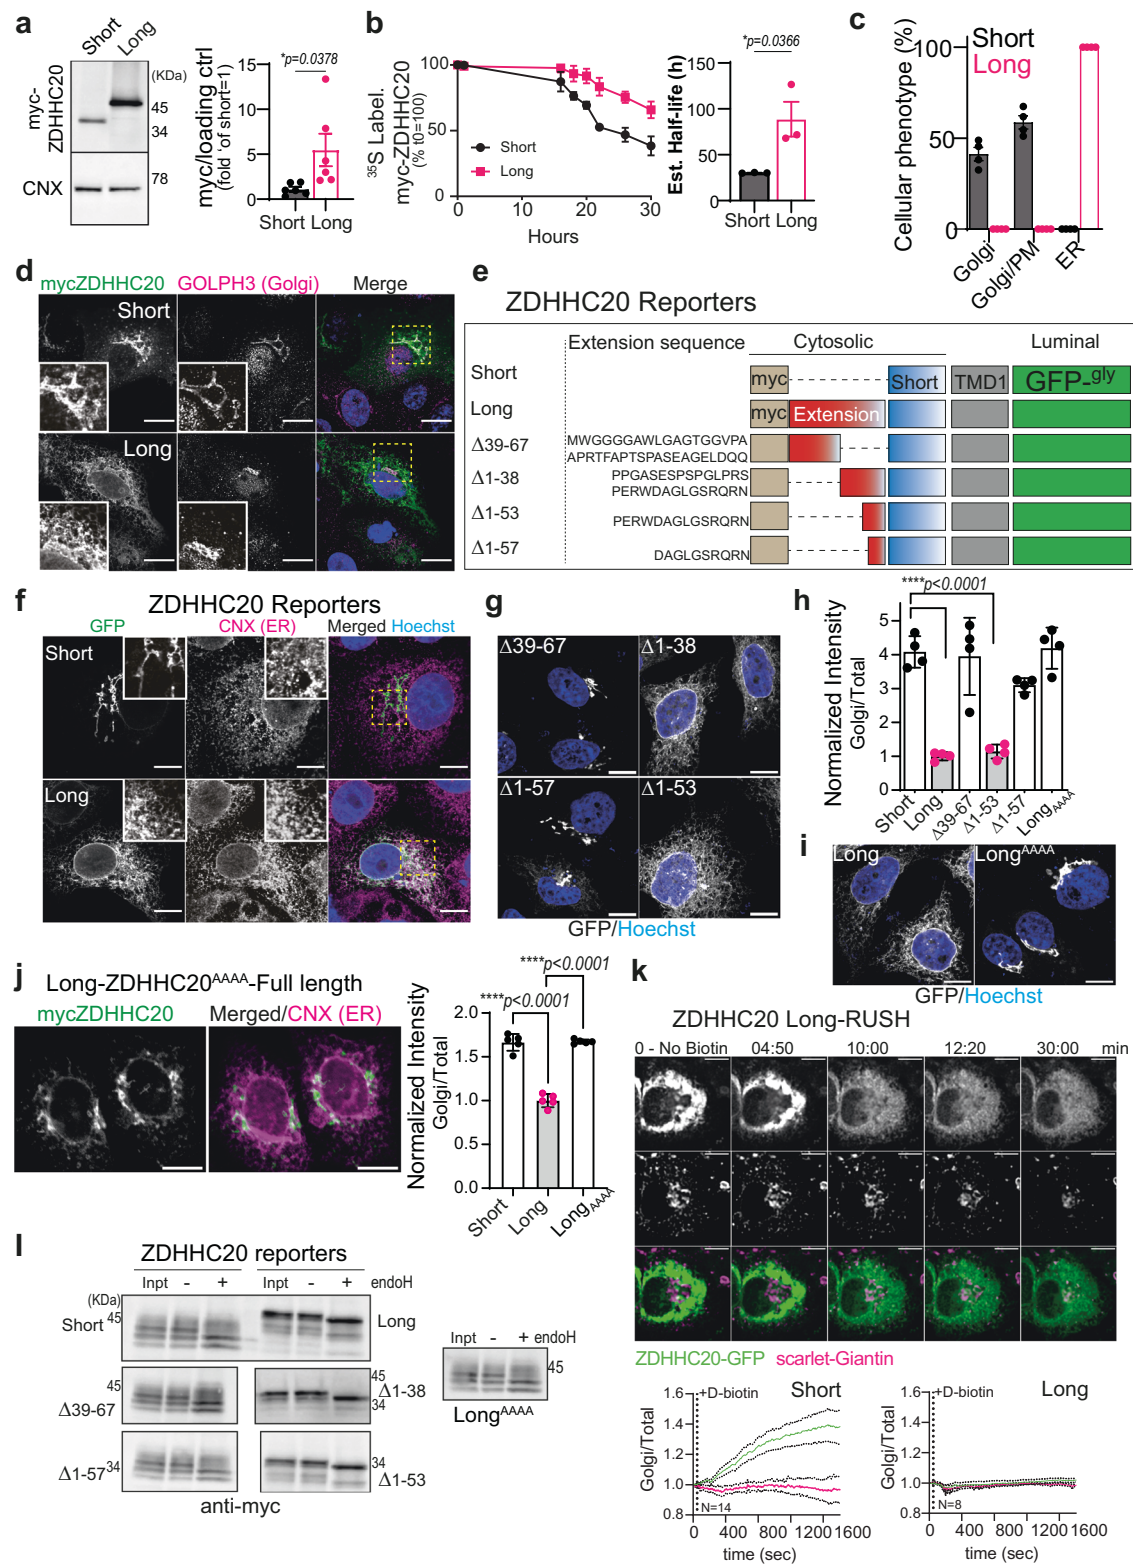 a
Short
Long
(KDa)
myc-
ZDHHC20
45
34
CNX
78
myc/loading ctrl
(fold 'of short=1)
*p=0.0378
15
10
5
0
Short Long
b
35S Label.
myc-ZDHHC20
(% t0=100)
100
50
0
Short
Long
0
10
20
30
Hours
Est. Half-life (h)
*p=0.0366
150
100
50
0
Short Long
c
Cellular phenotype (%)
Short
Long
100
50
0
Golgi
Golgi/PM
ER
d
mycZDHHC20
GOLPH3 (Golgi)
Merge
Short
Long
e
ZDHHC20 Reporters
Extension sequence
Cytosolic
Luminal
Short
myc
Short
TMD1
GFP-gly
Long
myc
Extension
Δ39-67
MWGGGGAWLGAGTGGVPA
APRTFAPTSPASEAGELDQQ
Δ1-38
PPGASESPSPGLPRS
PERWDAGLGSRQRN
Δ1-53
PERWDAGLGSRQRN
Δ1-57
DAGLGSRQRN
f
ZDHHC20 Reporters
GFP
CNX (ER)
Merged Hoechst
Short
Long
g
Δ39-67
Δ1-38
Δ1-57
Δ1-53
GFP/Hoechst
h
****p<0.0001
Normalized Intensity
Golgi/Total
5
4
3
2
1
0
Short
Long
Δ39-67
Δ1-53
Δ1-57
LongAAAA
i
Long
LongAAAA
GFP/Hoechst
j
Long-ZDHHC20AAAA-Full length
mycZDHHC20
Merged/CNX (ER)
****p<0.0001
****p<0.0001
Normalized Intensity
Golgi/Total
2.0
1.5
1.0
0.5
0.0
Short
Long
LongAAAA
k
ZDHHC20 Long-RUSH
0 - No Biotin
04:50
10:00
12:20
30:00
min
ZDHHC20-GFP
scarlet-Giantin
Golgi/Total
1.6
1.4
1.2
1.0
0.8
+D-biotin
Short
N=14
0
400
800
1200
1600
time (sec)
Golgi/Total
1.6
1.4
1.2
1.0
0.8
+D-biotin
Long
N=8
0
400
800
1200
1600
time (sec)
l
ZDHHC20 reporters
Inpt - +
Inpt - + endoH
(KDa)
45
Short
Long
45
Δ39-67
34
45
Δ1-38
34
Δ1-57
34
34
Δ1-53
anti-myc
Inpt - + endoH
45
LongAAAA